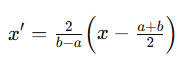 x′ = \frac{2}{b−a} \left( x − \frac{a+b}{2} \right)